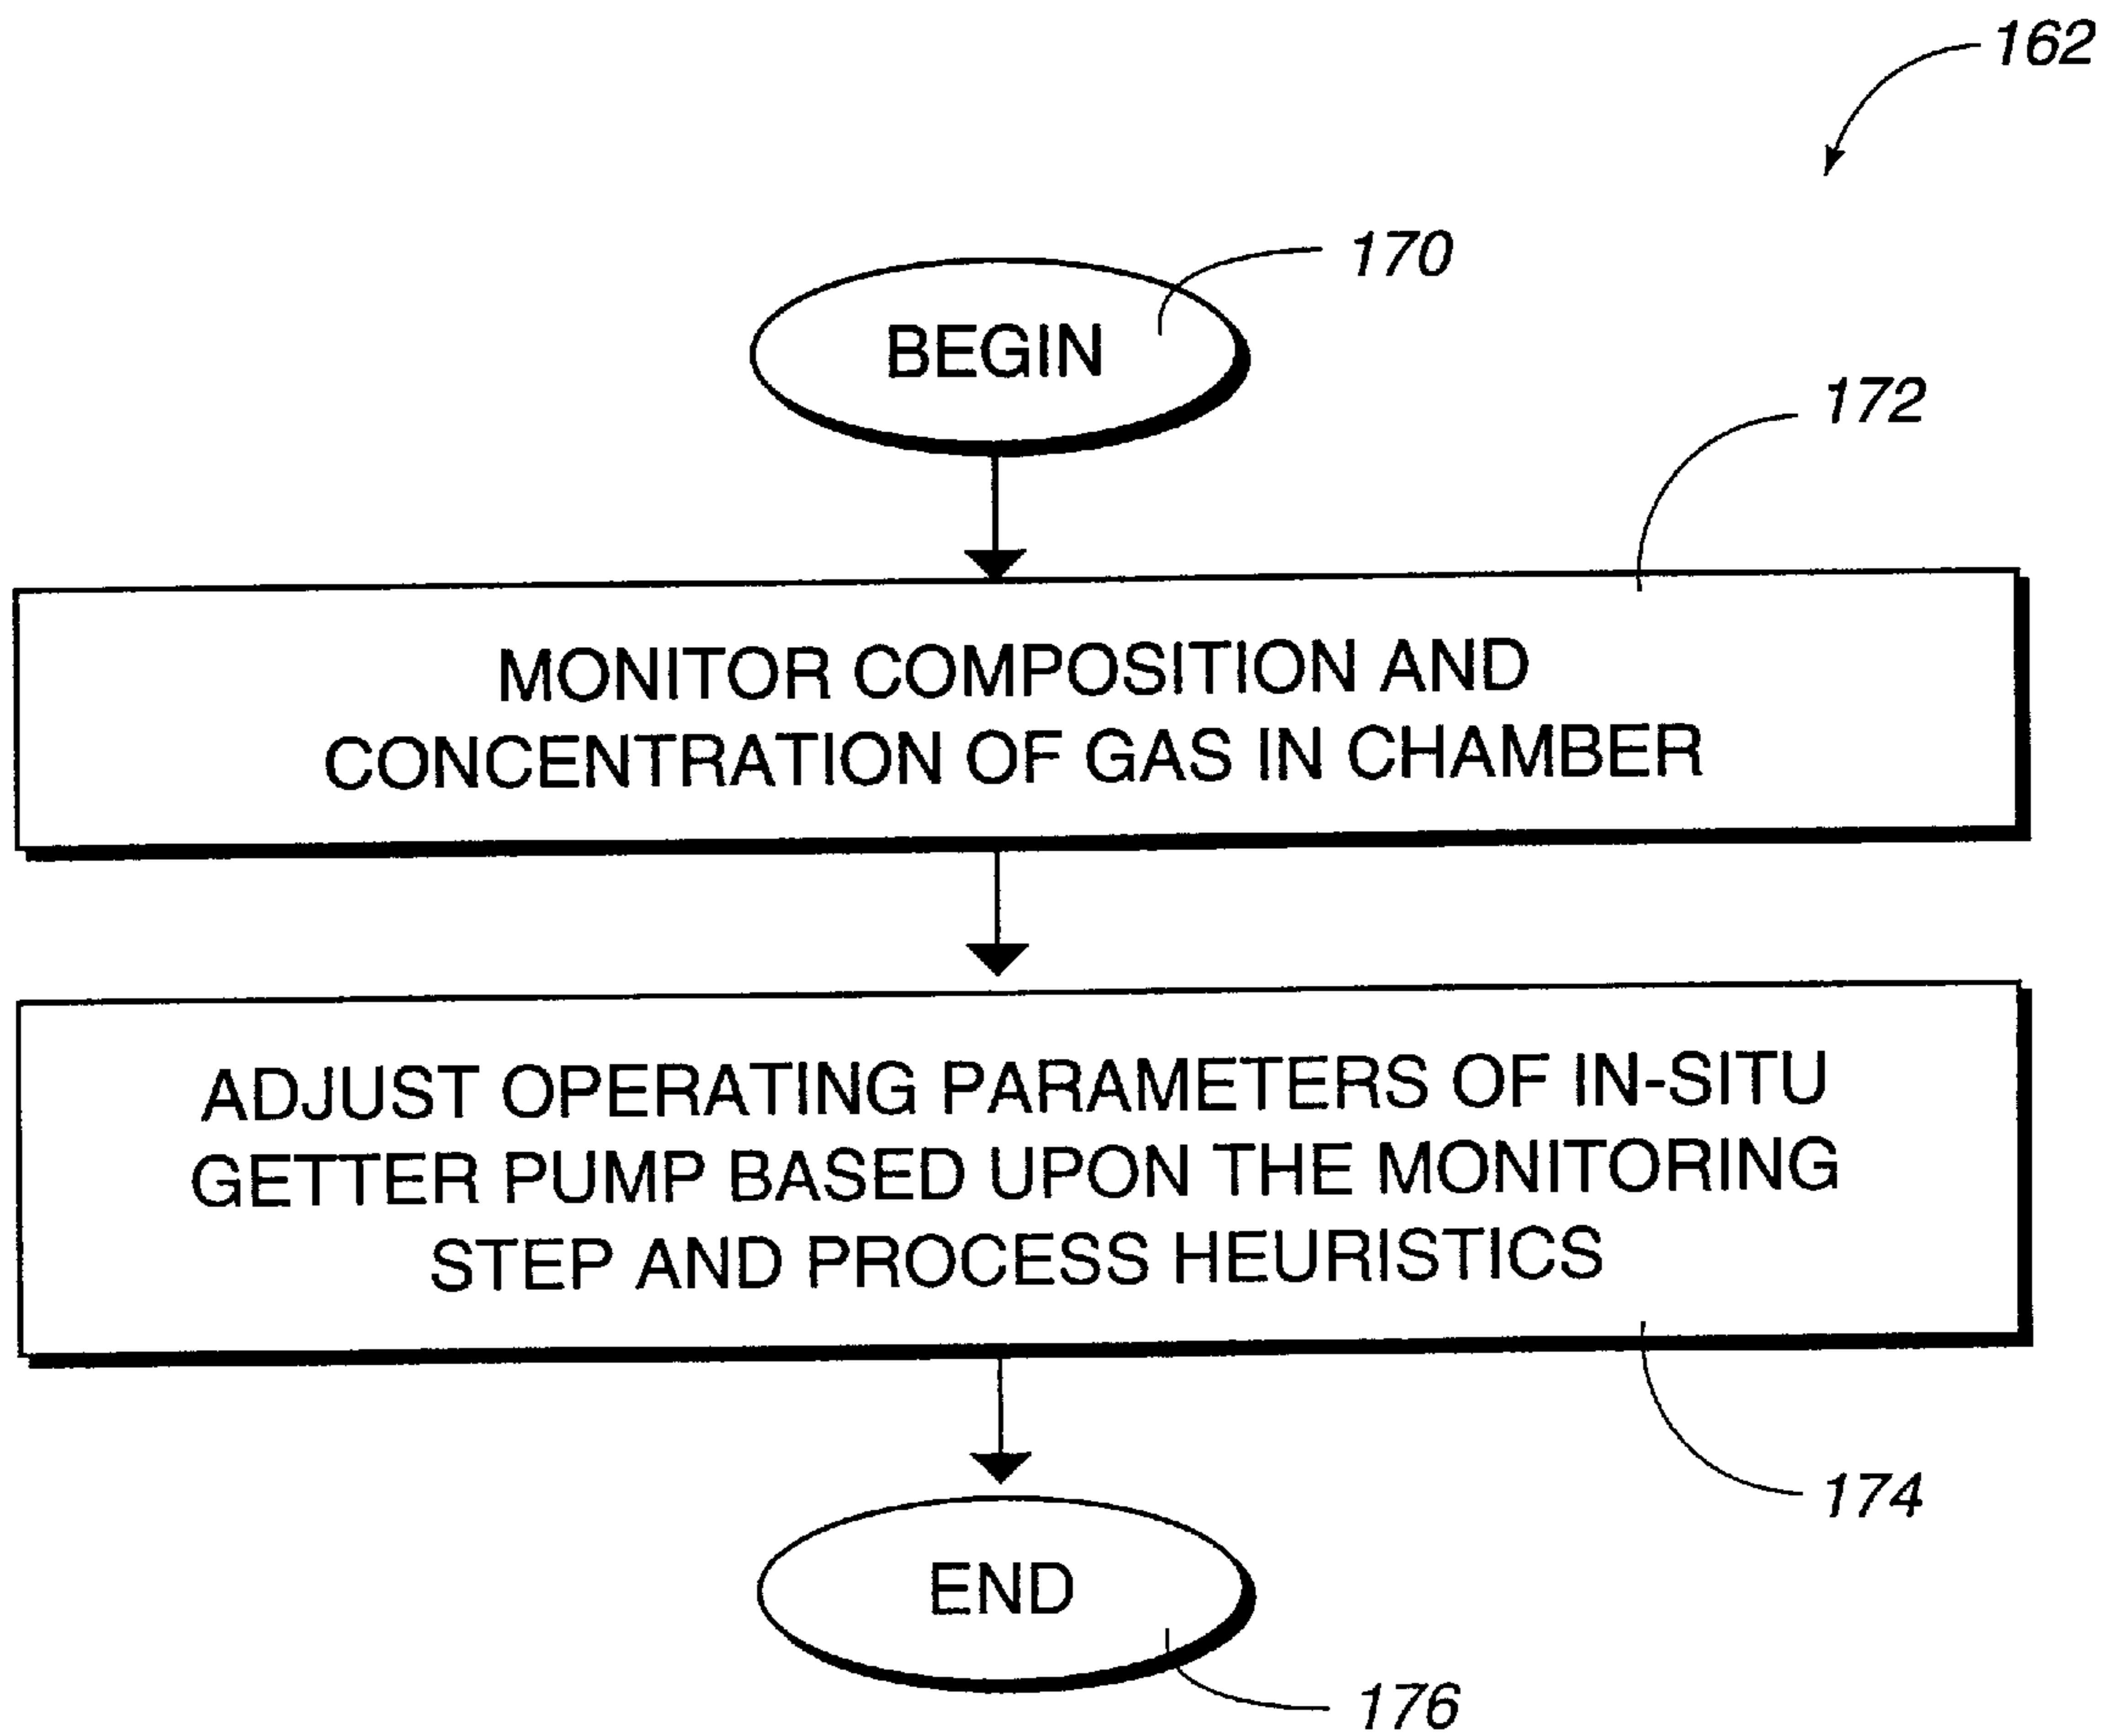 162
170
BEGIN
172
MONITOR COMPOSITION AND
CONCENTRATION OF GAS IN CHAMBER
ADJUST OPERATING PARAMETERS OF IN-SITU
GETTER PUMP BASED UPON THE MONITORING
STEP AND PROCESS HEURISTICS
174
END
176